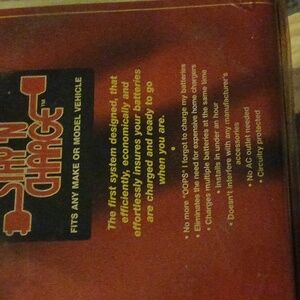 START'N
CHARGE™
FITS ANY MAKE OR MODEL VEHICLE
The first system designed, that
efficiently, economically and
effortlessly insures your batteries
are charged and ready to go
when you are.
• No more "OOPS" I forgot to charge my batteries
• Eliminates the need for expensive home chargers
• Charges multiple batteries at the same time
• Installs in under an hour
• Doesn't interfere with any manufacturer's
accessories
• No AC outlet needed
• Circuitry protected